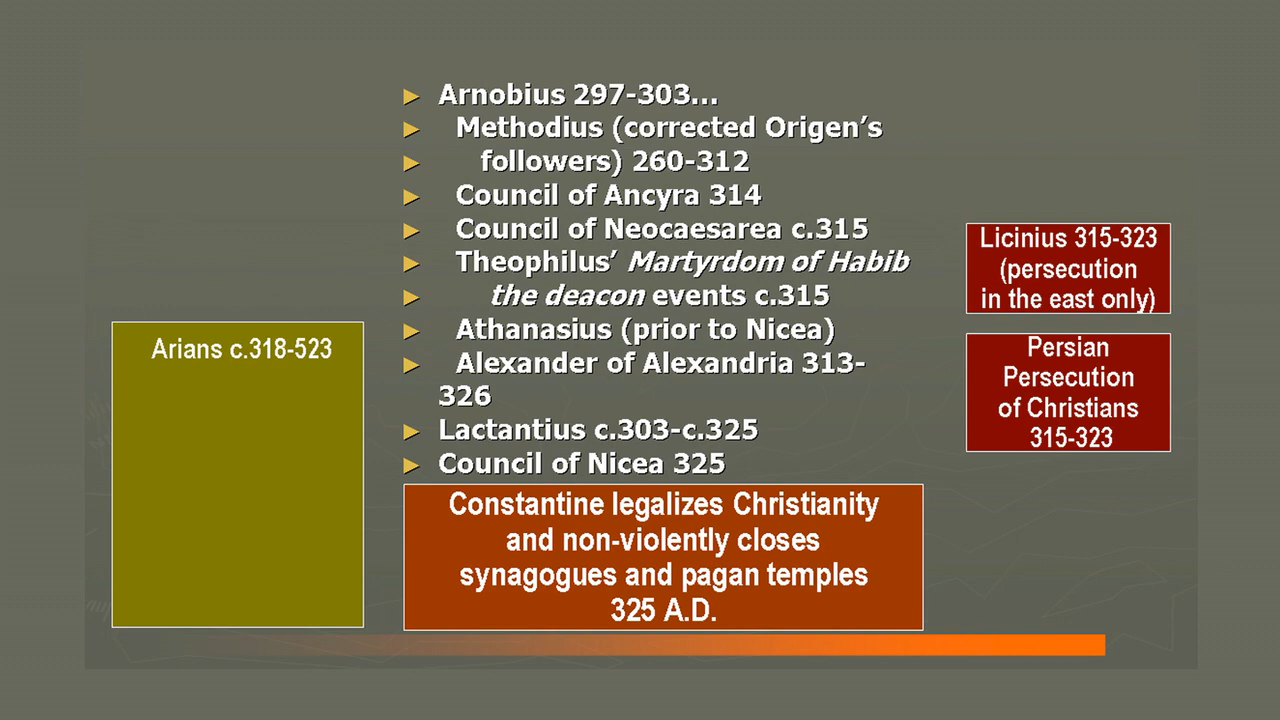 Arnobius 297-303...
Methodius (corrected Origen's
followers) 260-312
Council of Ancyra 314
Council of Neocaesarea c.315
Theophilus' Martyrdom of Habib
the deacon events c.315
Athanasius (prior to Nicea)
Alexander of Alexandria 313-
326
Lactantius c.303-c.325
Council of Nicea 325
Constantine legalizes Christianity
and non-violently closes
synagogues and pagan temples
325 A.D.
Arians c.318-523
Licinius 315-323
(persecution
in the east only)
Persian
Persecution
of Christians
315-323